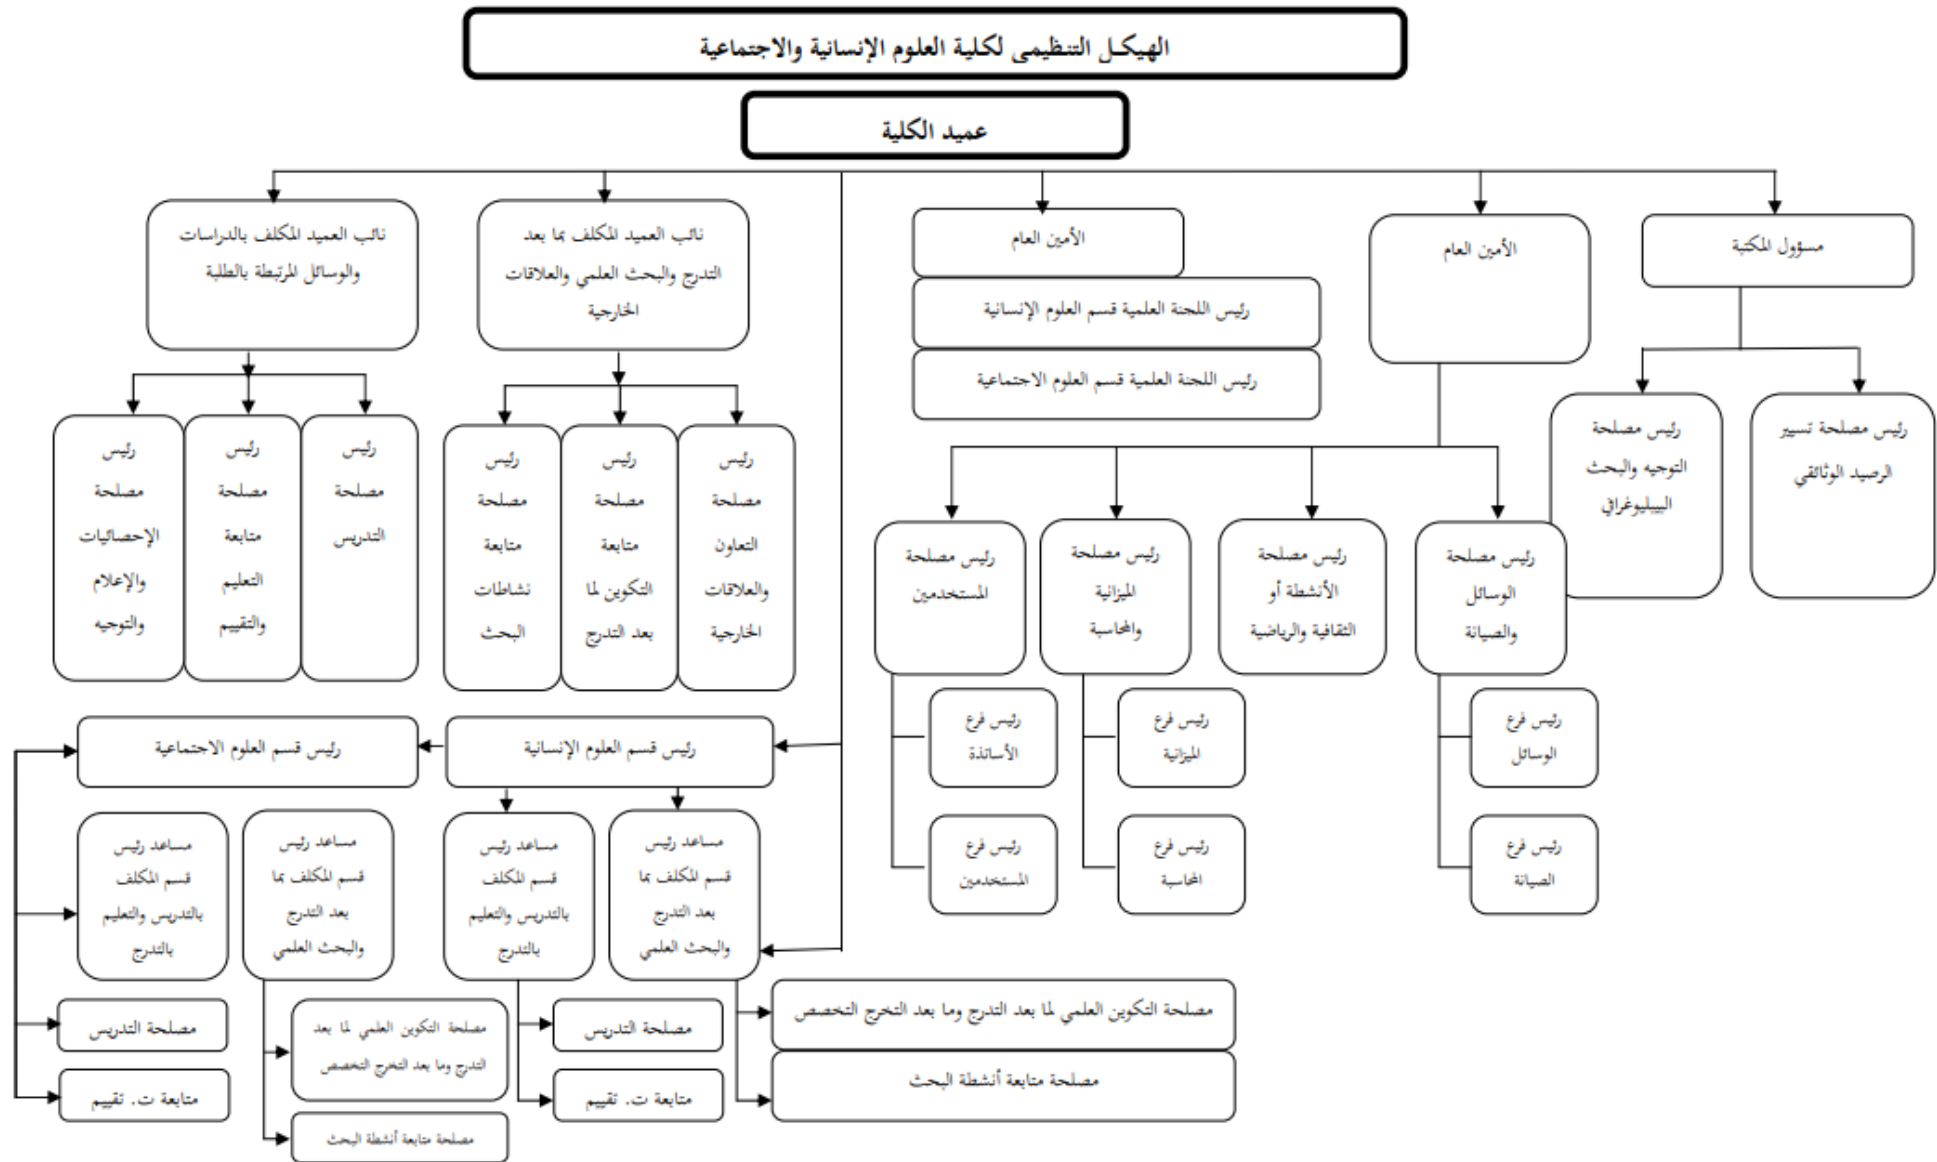 الهيكل التنظيمى لكلية العلوم الإنسانية والاجتماعية
عميد الكلية
مسؤول المكتبة
الأمين العام
الأمين العام
رئيس اللجنة العلمية قسم العلوم الإنسانية
رئيس اللجنة العلمية قسم العلوم الاجتماعية
نائب العميد المكلف بما بعد
التدرج والبحث العلمي والعلاقات
الخارجية
نائب العميد المكلف بالدراسات
والوسائل المرتبطة بالطلبة
رئيس مصلحة تسيير
الرصيد الوثائقي
رئيس مصلحة
التوجيه والبحث
البيبليوغرافي
رئيس مصلحة
الوسائل
والصيانة
رئيس مصلحة
الأنشطة أو
الثقافية والرياضية
رئيس مصلحة
الميزانية
والمحاسبة
رئيس مصلحة
المستخدمين
رئيس
مصلحة
التعاون
والعلاقات
الخارجية
رئيس
مصلحة
متابعة
التكوين لما
بعد التدرج
رئيس
مصلحة
متابعة
نشاطات
البحث
رئيس
مصلحة
التدريس
رئيس
مصلحة
متابعة
التعليم
والتقييم
رئيس
مصلحة
الإحصائيات
والإعلام
والتوجيه
رئيس فرع
الوسائل
رئيس فرع
الصيانة
رئيس فرع
الميزانية
رئيس فرع
المحاسبة
رئيس فرع
الأساتذة
رئيس فرع
المستخدمين
رئيس قسم العلوم الإنسانية
رئيس قسم العلوم الاجتماعية
مساعد رئيس
قسم المكلف بما
بعد التدرج
والبحث العلمي
مساعد رئيس
قسم المكلف
بالتدريس والتعليم
بالتدرج
مساعد رئيس
قسم المكلف بما
بعد التدرج
والبحث العلمي
مساعد رئيس
قسم المكلف
بالتدريس والتعليم
بالتدرج
مصلحة التكوين العلمي لما بعد التدرج وما بعد التخرج التخصص
مصلحة متابعة أنشطة البحث
مصلحة التدريس
متابعة ت. تقييم
مصلحة التكوين العلمي لما بعد
التدرج وما بعد التخرج التخصص
مصلحة متابعة أنشطة البحث
مصلحة التدريس
متابعة ت. تقييم